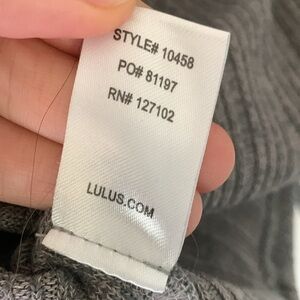 STYLE# 10458
PO# 81197
RN# 127102
LULUS.COM